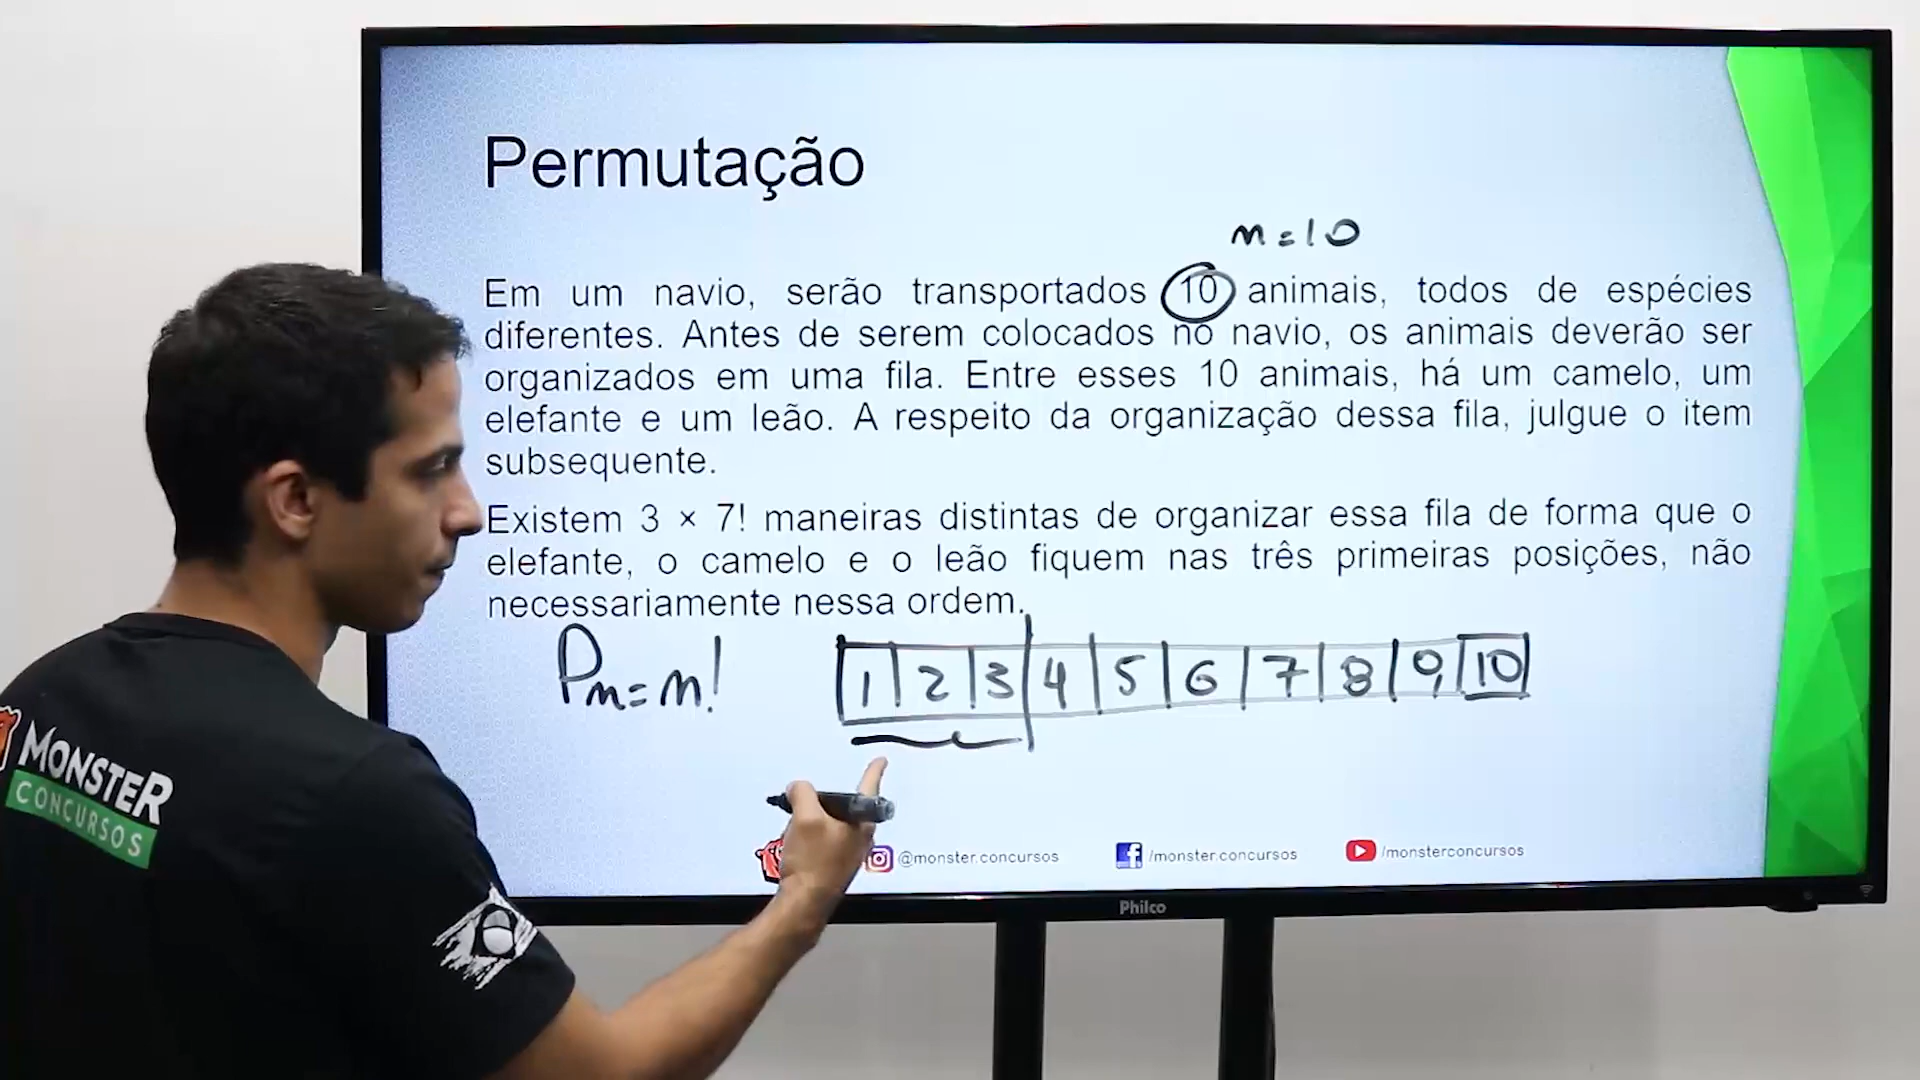 Permutação
n=10
Em um navio, serão transportados 10 animais, todos de espécies
diferentes. Antes de serem colocados no navio, os animais deverão ser
organizados em uma fila. Entre esses 10 animais, há um camelo, um
elefante e um leão. A respeito da organização dessa fila, julgue o item
subsequente.
Existem 3 × 7! maneiras distintas de organizar essa fila de forma que o
elefante, o camelo e o leão fiquem nas três primeiras posições, não
necessariamente nessa ordem.
Pn=n!
1 2 3 4 5 6 7 8 9 10
@monster.concursos /monster.concursos /monsterconcursos
Philco
MONSTER
CONCURSOS